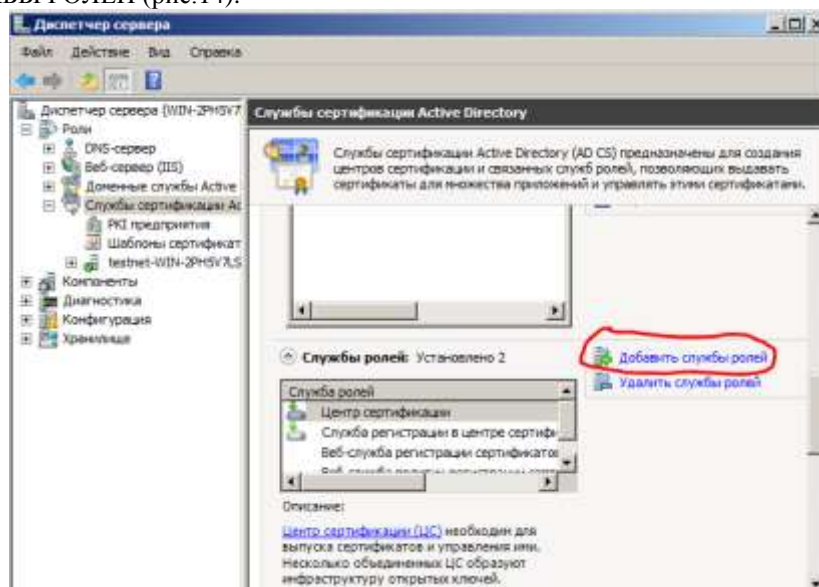 РОЛЕЙ (рис.14).
Диспетчер сервера
Файл Действие Вид Справка
Диспетчер сервера (WIN-2PH5V7
Роли
DNS-сервер
Веб-сервер (IIS)
Доменные службы Active
Службы сертификации Ac
PKI предприятия
Шаблоны сертификат
testnet-WIN-2PH5V7LS
Компоненты
Диагностика
Конфигурация
Хранилище
Службы сертификации Active Directory
Службы сертификации Active Directory (AD CS) предназначены для создания
центров сертификации и связанных служб ролей, позволяющих выдавать
сертификаты для множества приложений и управлять этими сертификатами.
Службы ролей: Установлено 2
Служба ролей
Центр сертификации
Служба регистрации в центре сертифи
Веб-служба регистрации сертификатов
Добавить службы ролей
Удалить службы ролей
Описание:
Центр сертификации (ЦС) необходим для
выпуска сертификатов и управления ими.
Несколько объединенных ЦС образуют
инфраструктуру открытых ключей.